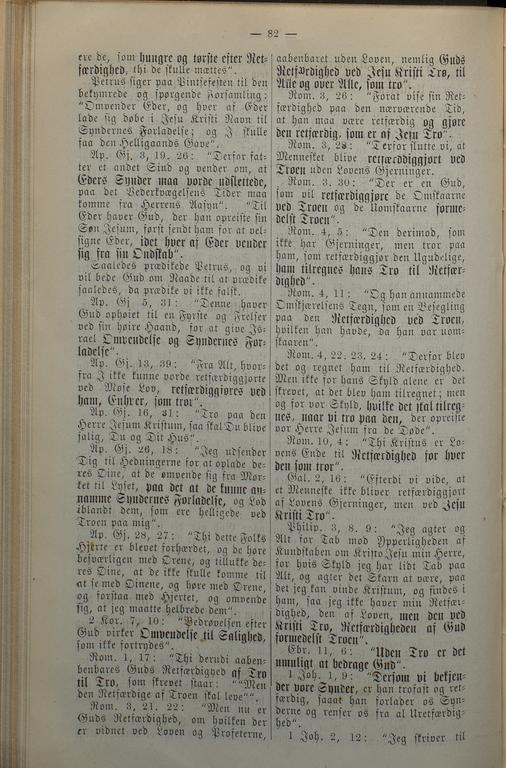 — 82 —
ere de, som hungre og tørste efter Ret-
færdighed, thi de skulle mættes".
Petrus siger paa Pintsefesten til den
bekymrede og spørgende Forsamling:
"Omvender Eder, og hver af Eder
lade sig døbe i Jesu Kristi Navn til
Syndernes Forladelse; og J skulle
faa den Helligaands Gave".
Ap. Gj. 3, 19. 26: "Derfor fat-
ter et andet Sind og vender om, at
Eders Synder maa vorde udslettede,
paa det Vederkvægelsens Tider maa
komme fra Herrens Aasyn". "Til
Eder haver Gud, der han opreiste sin
Søn Jesum, først sendt ham for at vel-
signe Eder, idet hver af Eder vender
sig fra sin Ondskab".
Saaledes prædikede Petrus, og vi
vil bede Gud om Naade til at prædike
saaledes, da prædike vi ikke falsk.
Ap. Gj 5, 31: "Denne haver
Gud ophøiet til en Fyrste og Frelser
ved sin høire Haand, for at give Is-
rael Omvendelse og Syndernes For-
ladelse".
Ap. Gj. 13, 39: "Fra Alt, hvor-
fra J ikke kunne vorde retfærdiggjorte
ved Mose Lov, retfærdiggjøres ved
ham, Enhver, som tror".
Ap. Gj. 16, 31: "Tro paa den
Herre Jesum Kristum, saa skal Du blive
salig, Du og Dit Hus".
Ap. Gj. 26, 18: "Jeg udsender
Dig til Hedningerne for at oplade de-
res Øine, at de omvende sig fra Mør-
ket til Lyset, paa det at de kunne an-
namme Syndernes Forladelse, og Lod
iblandt dem, som ere helligede ved
Troen paa mig".
Ap. Gj. 28, 27: "Thi dette Folks
Hjerte er blevet forhærdet, og de høre
besværligen med Ørene, og tillukke de-
res Øine, at de ikke skulle komme til
at se med Øinene, og høre med Ørene,
og forstaa med Hjertet, og omvende
sig, at jeg maatte helbrede dem".
2 Kor. 7, 10: "Bedrøvelsen efter
Gud virker Omvendelse til Salighed,
som ikke fortrydes".
Rom. 1, 17: "Thi derudi aaben-
benbares Guds Retfærdighed af Tro
til Tro, som skrevet staar: ""Men
den Retfærdige af Troen skal leve"".
Rom. 3, 21. 22: "Men nu er
Guds Retfærdighed, om hvilken der
er vidnet ved Loven og Profeterne,
aabenbaret uden Loven, nemlig Guds
Retfærdighed ved Jesu Kristi Tro, til
Alle og over Alle, som tro".
Rom. 3, 26: "Forat vise sin Ret-
færdighed paa den nærværende Tid,
at han maa være retfærdig og gjøre
den retfærdig, som er af Jesu Tro".
Rom. 3, 28: "Derfor slutte vi, at
Mennesket blive retfærddiggjort ved
Troen uden Lovens Gjerninger.
Rom. 3. 30: "Der er en Gud,
som vil retfærdiggjøre de Omskaarne
ved Troen og de Uomskaarne forme-
delst Troen".
Rom. 4, 5: "Den derimod, som
ikke har Gjerninger, men tror paa
ham, som retfærdiggjør den Ugudelige,
ham tilregnes hans Tro til Retfær-
dighed".
Rom. 4, 11: "Og han annammede
Omskjærelsens Tegn, som en Besegling
paa den Retfærdighed ved Troen,
hvilken han havde, da han var uom-
skaaren".
Rom. 4, 22. 23. 24: "Derfor blev
det og regnet ham til Retfærdighed.
Men ikke for hans Skyld alene er det
skrevet, at det blev ham tilregnet; men
og for vor Skyld, hvilke det skal tilreg-
nes, naar vi tro paa den, der opreiste
vor Herre Jesum fra de Døde".
Rom. 10, 4: "Thi Kristus er Lo-
vens Ende til Retfærdighed for hver
den som tror".
Gal. 2, 16: "Efterdi vi vide, at
et Menneske ikke bliver retfærdiggjort
af Lovens Gjerninger, men ved Jesu
Kristi Tro".
Philip. 3, 8. 9: "Jeg agter og
Alt for Tab mod Ypperligheden af
Kundskaben om Kristo Jesu min Herre,
for hvis Skyld jeg har lidt Tab paa
Alt, og agter det Skarn at være, paa
det jeg kan vinde Kristum, og findes i
ham, saa jeg ikke haver min Retfær-
dighed, den af Loven, men den ved
Kristi Tro, Retfærdigheden af Gud
formedelst Troen".
Ebr. 11, 6: "Uden Tro er det
umuligt at bedrage Gud".
1 Joh. 1, 9: "Dersom vi bekjen-
der vore Synder, er han trofast og ret-
færdig, saaat han forlader os Syn-
derne og renser os fra al Uretfærdig-
hed".
1 Joh. 2, 12: "Jeg skriver til